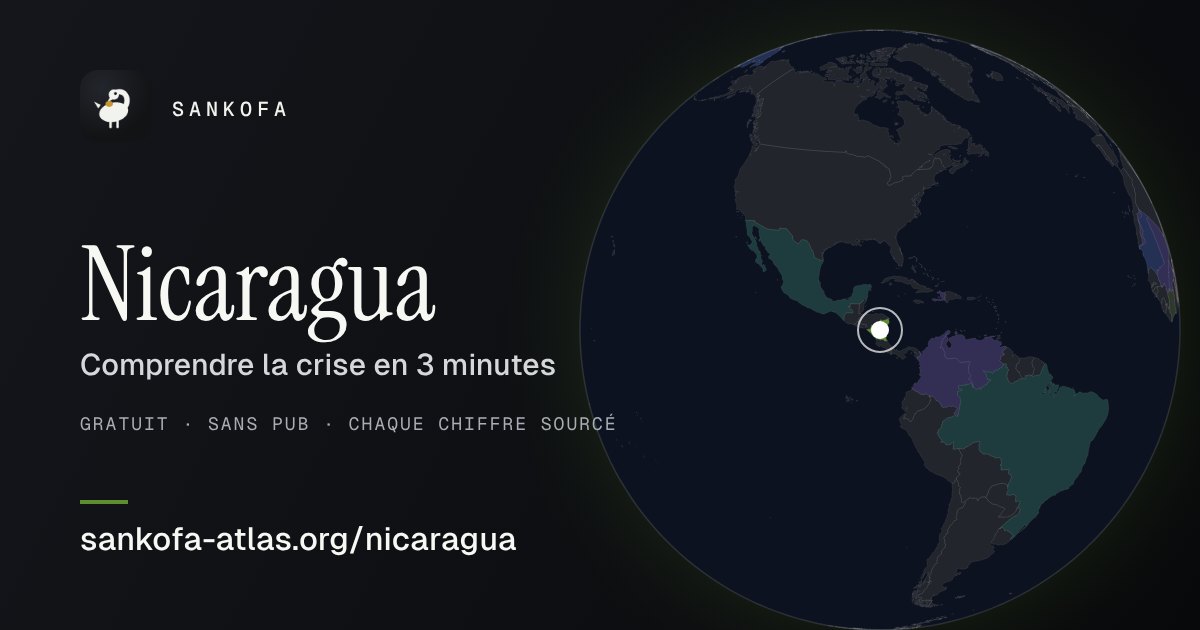 SANKOFA
Nicaragua
Comprendre la crise en 3 minutes
GRATUIT · SANS PUB · CHAQUE CHIFFRE SOURCÉ
sankofa-atlas.org/nicaragua